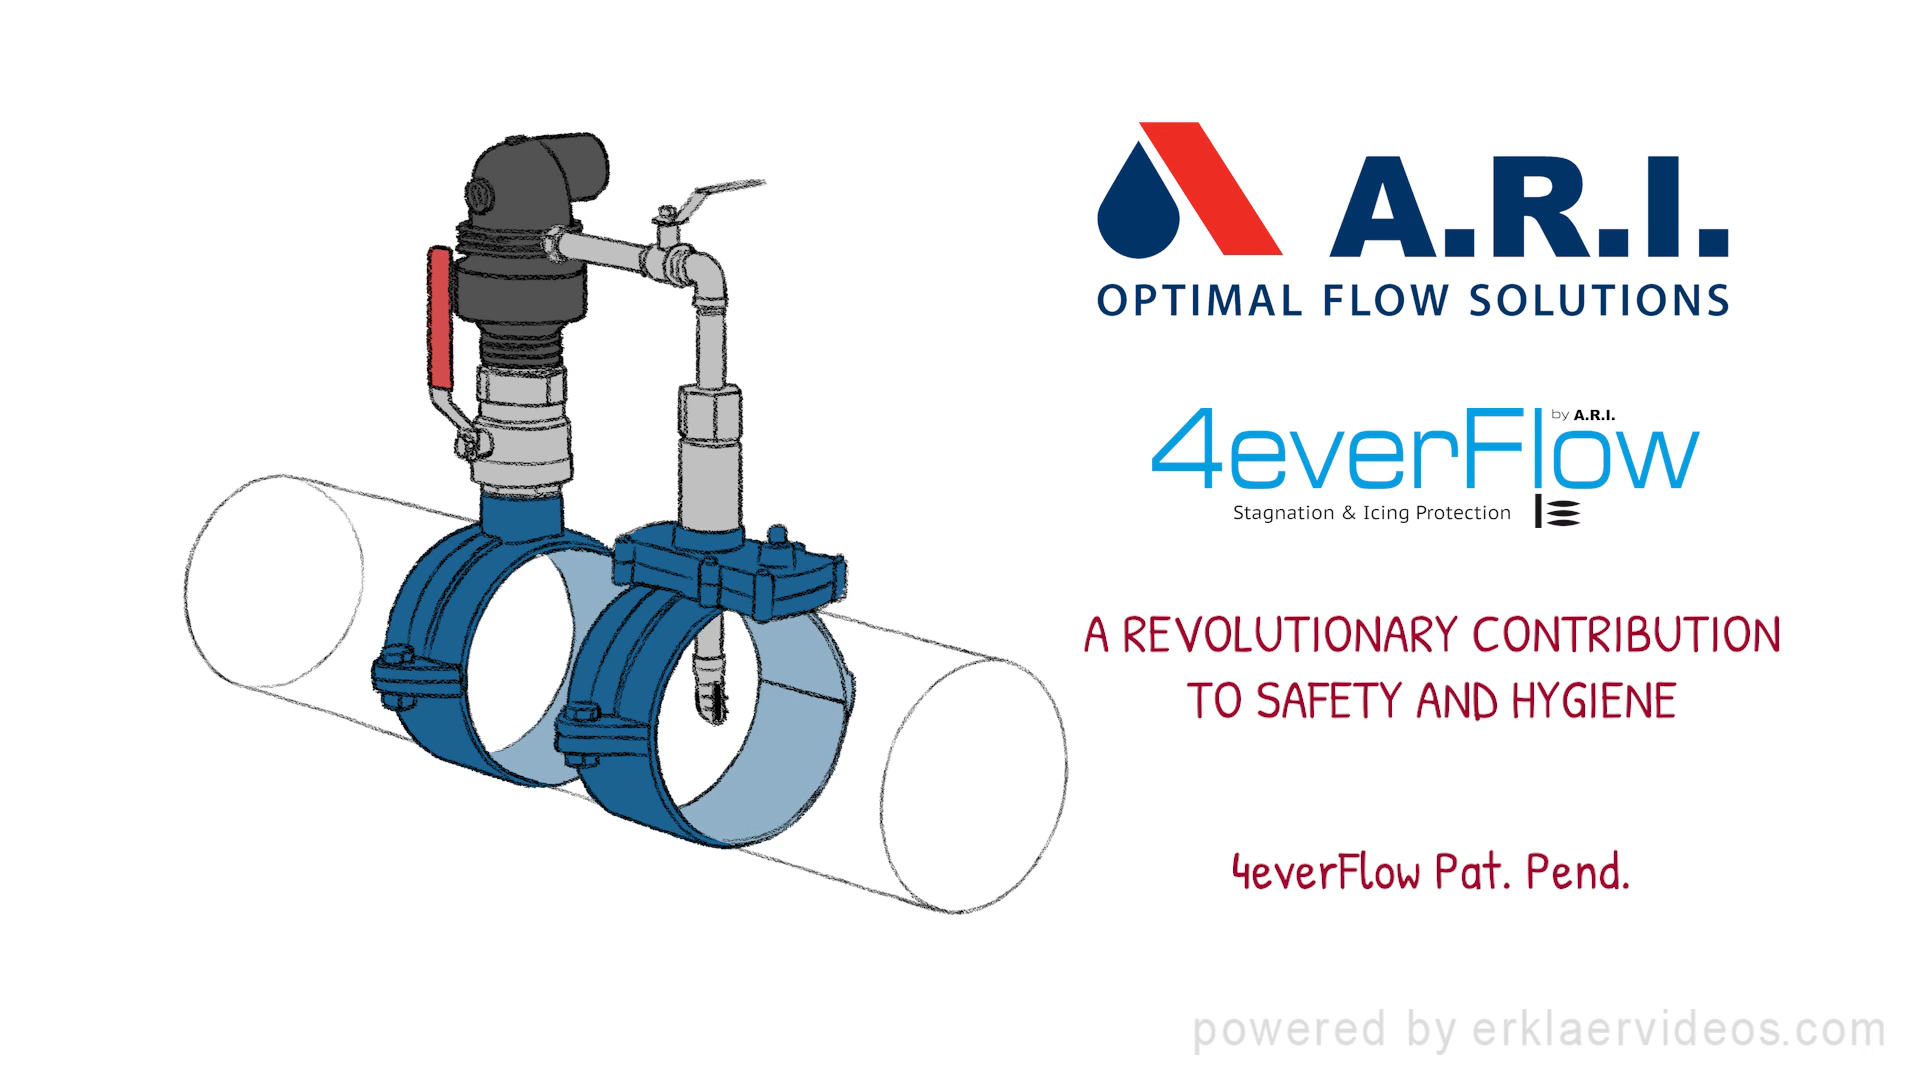 A.R.I.
OPTIMAL FLOW SOLUTIONS
by A.R.I.
4everFlow
Stagnation & Icing Protection
A REVOLUTIONARY CONTRIBUTION
TO SAFETY AND HYGIENE
4everFlow Pat. Pend.
powered by erklaervideos.com